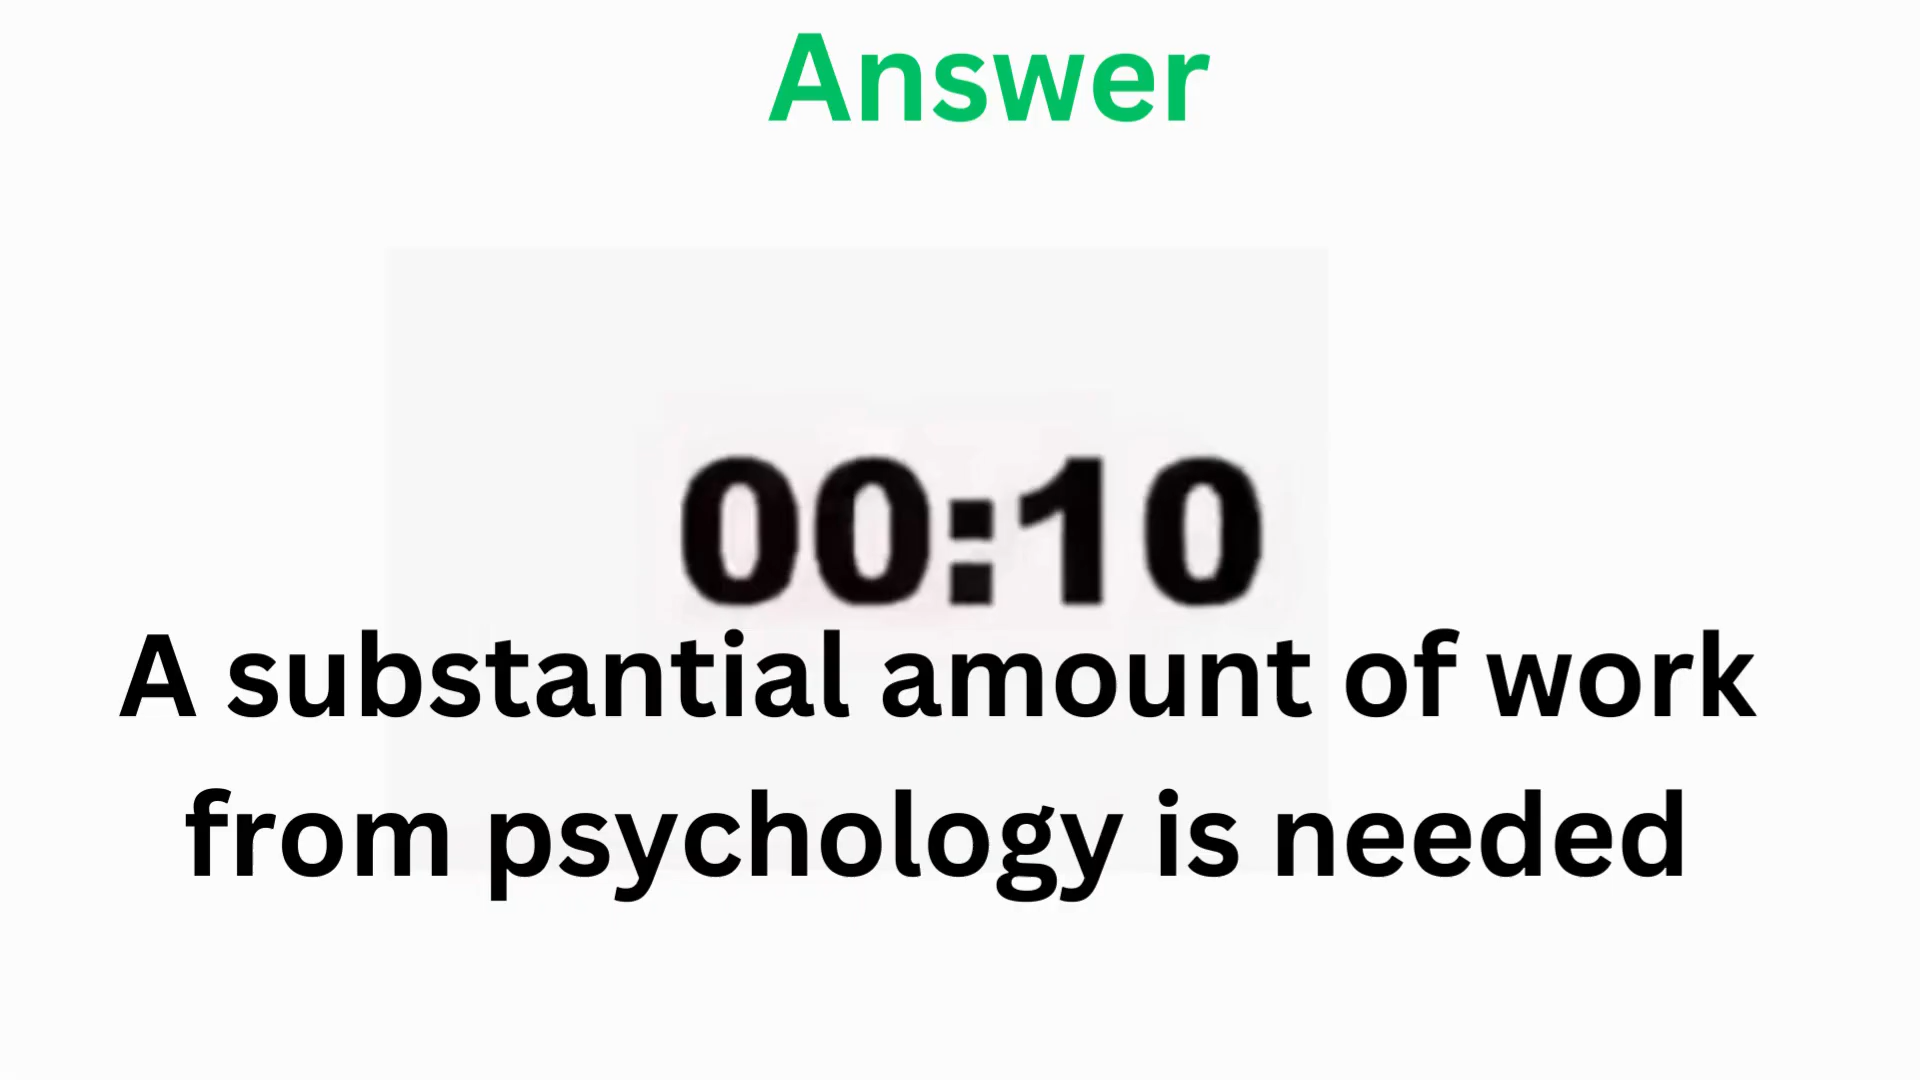 Answer
00:10
A substantial amount of work
from psychology is needed